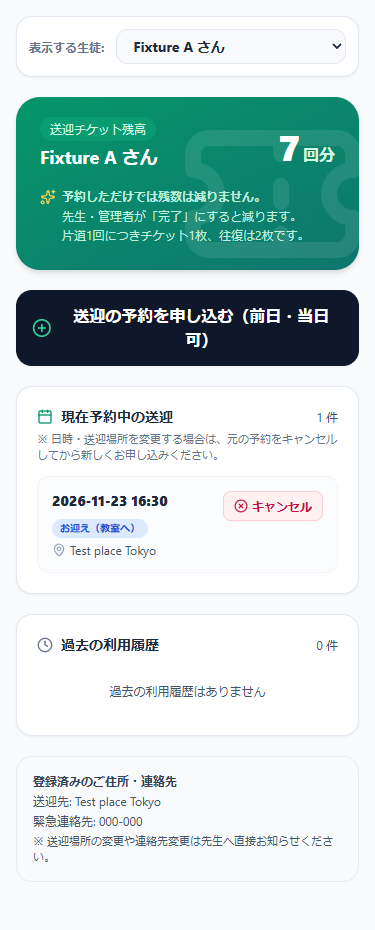 表示する生徒:
Fixture A さん
送迎チケット残高
Fixture A さん
7 回分
予約しただけでは残数は減りません。
先生・管理者が「完了」にすると減ります。
片道1回につきチケット1枚、往復は2枚です。
送迎の予約を申し込む（前日・当日
可）
現在予約中の送迎
1 件
※ 日時・送迎場所を変更する場合は、元の予約をキャンセル
してから新しくお申し込みください。
2026-11-23 16:30
キャンセル
お迎え（教室へ）
Test place Tokyo
過去の利用履歴
0 件
過去の利用履歴はありません
登録済みのご住所・連絡先
送迎先: Test place Tokyo
緊急連絡先: 000-000
※ 送迎場所の変更や連絡先変更は先生へ直接お知らせくださ
い。